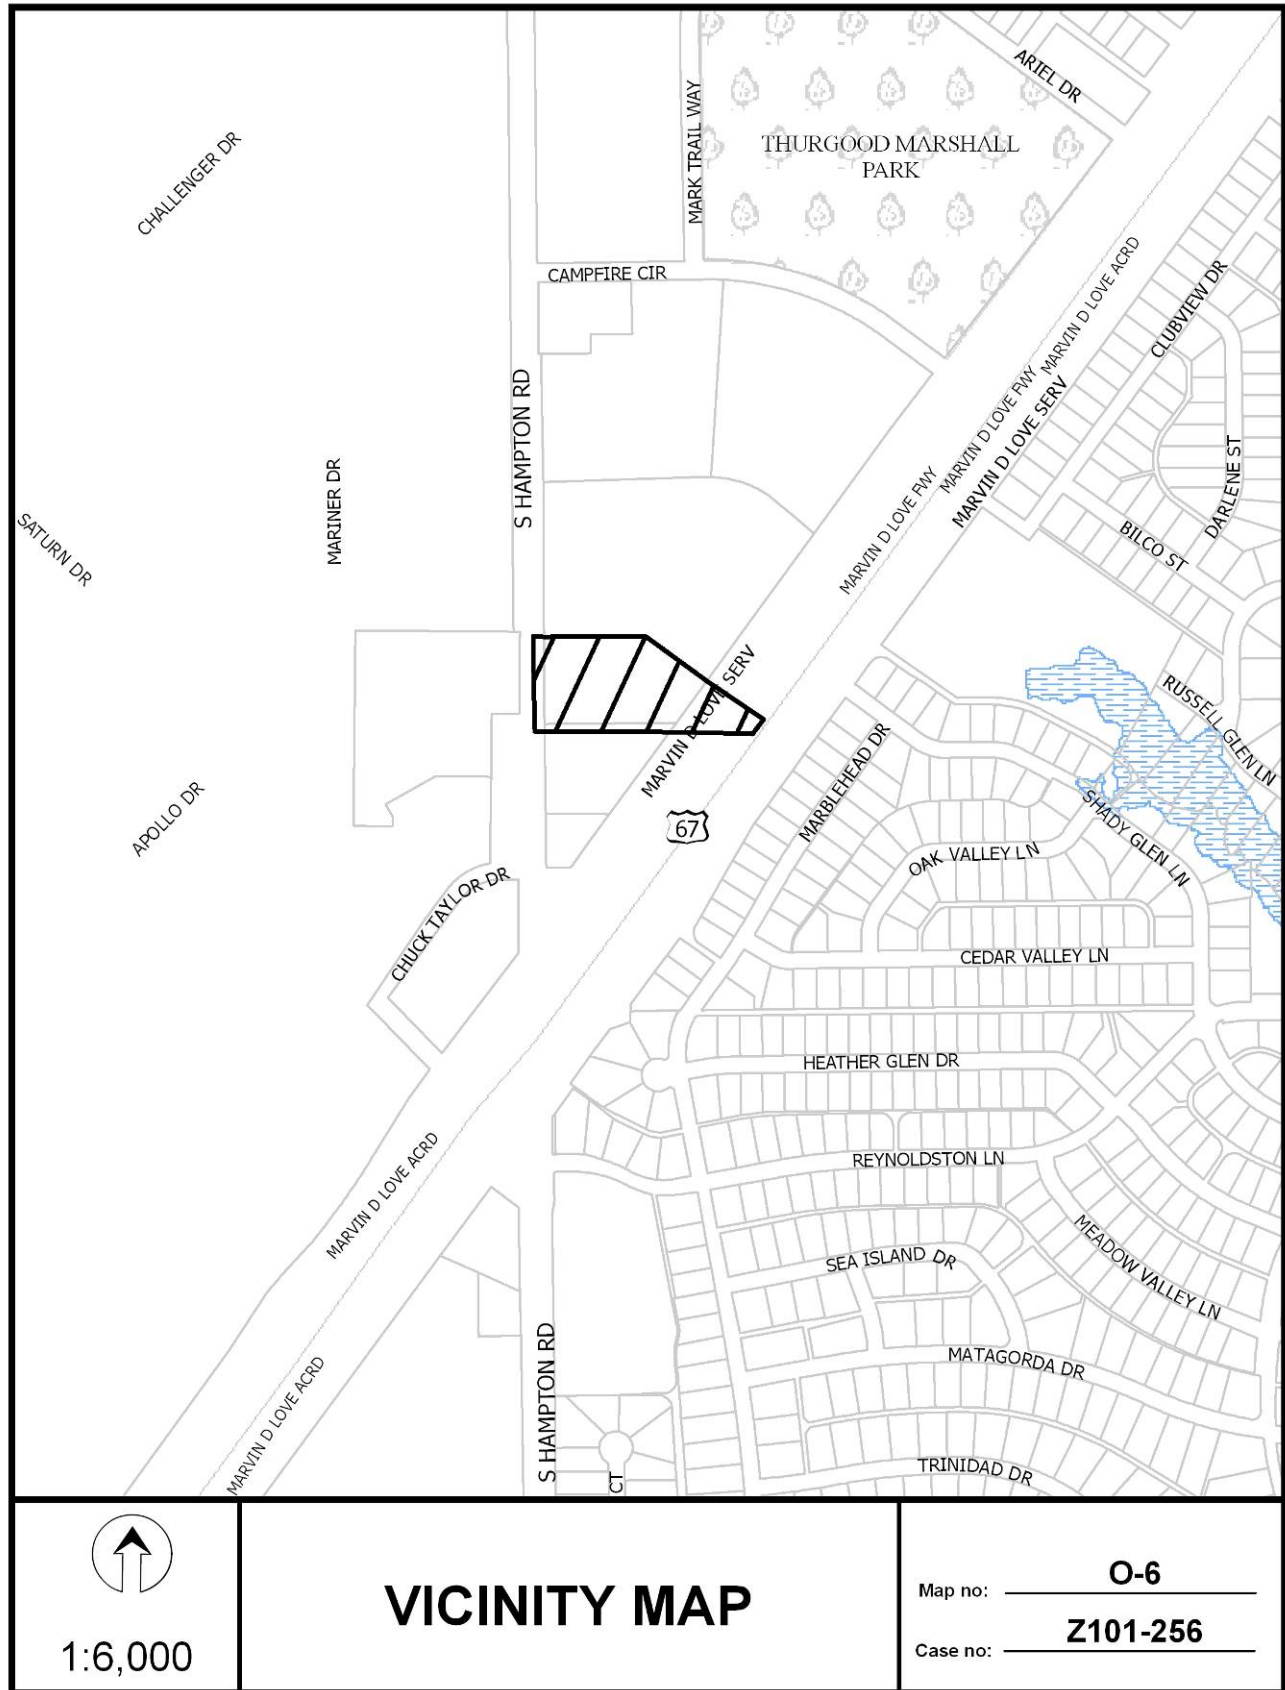 ARIEL DR
MARK TRAIL WAY
THURGOOD MARSHALL
PARK
CHALLENGER DR
CAMPFIRE CIR
MARVIN D LOVE ACRD
CLUBVIEW DR
S HAMPTON RD
MARVIN D LOVE FWY
MARVIN D LOVE SERV
MARINER DR
MARVIN D LOVE FWY
DARLENE ST
BILCO ST
SATURN DR
MARVIN D LOVE SERV
RUSSELL GLEN LN
MARBLEHEAD DR
SHADY GLEN LN
APOLLO DR
67
OAK VALLEY LN
CHUCK TAYLOR DR
CEDAR VALLEY LN
HEATHER GLEN DR
REYNOLDSTON LN
MARVIN D LOVE ACRD
MEADOW VALLEY LN
SEA ISLAND DR
MATAGORDA DR
MARVIN D LOVE ACRD
S HAMPTON RD
CT
TRINIDAD DR
1:6,000
VICINITY MAP
Map no: O-6
Case no: Z101-256